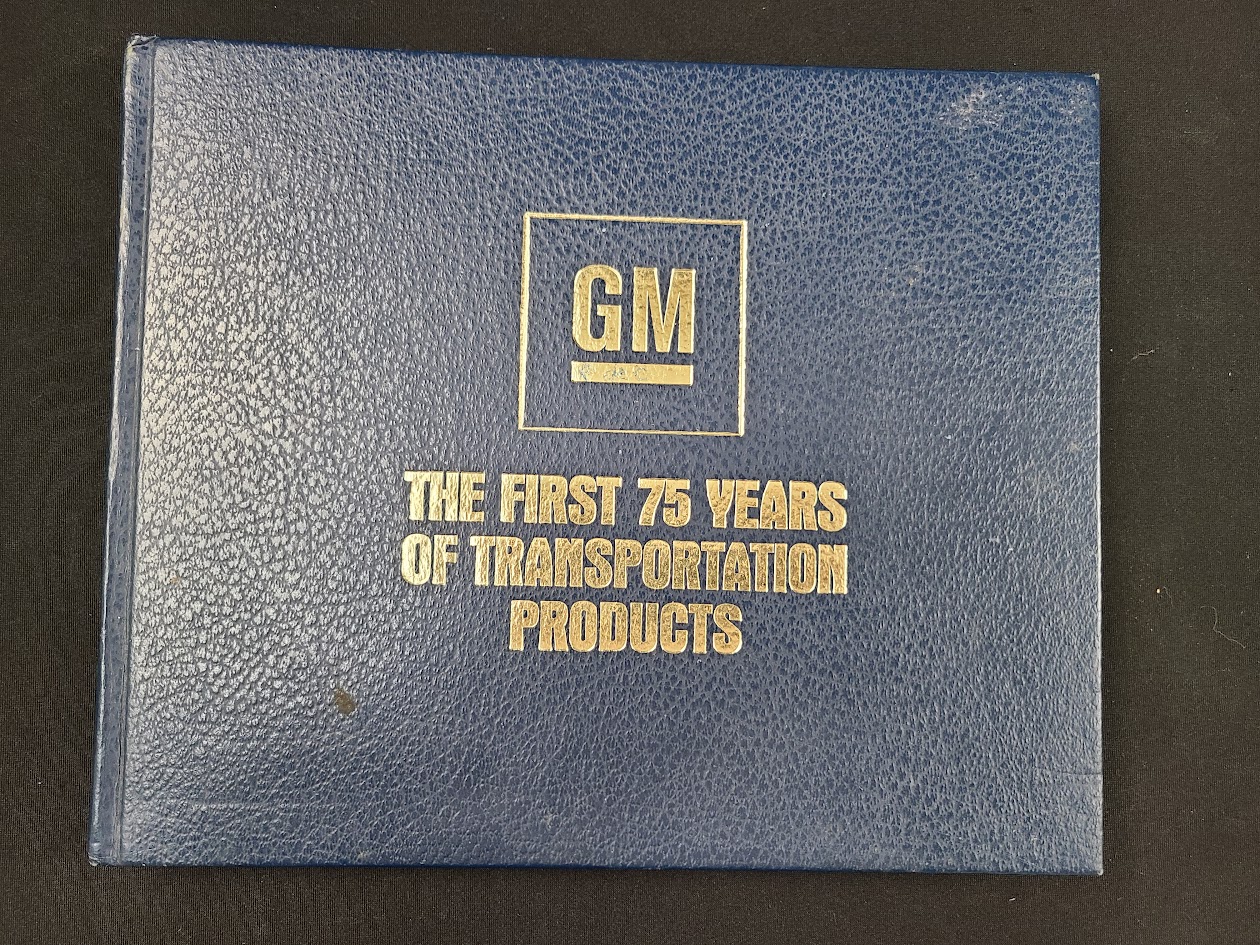 GM
THE FIRST 75 YEARS
OF TRANSPORTATION
PRODUCTS